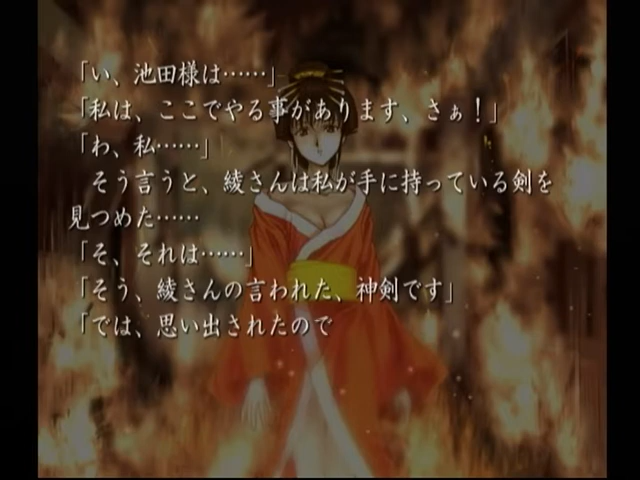 「い、池田様は……」
「私は、ここでやる事があります、さぁ！」
「わ、私……」
　そう言うと、綾さんは私が手に持っている剣を
見つめた……
「そ、それは……」
「そう、綾さんの言われた、神剣です」
「では、思い出されたので